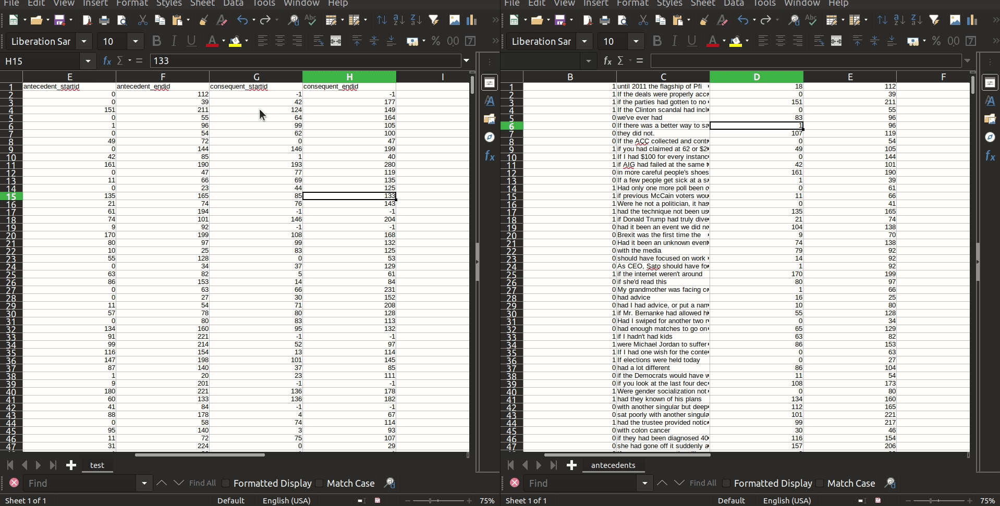 File Edit View Insert Format Styles Sheet Data Tools Window Help
Liberation Sar 10
H15 133
E F G H I
1 antecedent_startid antecedent_endid consequent_startid consequent_endid
2 0 112 -1 -1
3 0 39 42 177
4 151 211 124 149
5 0 55 64 164
6 1 96 99 105
7 0 54 62 100
8 49 72 0 47
9 0 144 146 199
10 42 85 1 40
11 161 190 193 280
12 0 47 77 119
13 11 66 69 135
14 0 23 44 125
15 135 165 85 133
16 21 74 76 143
17 61 194 -1 -1
18 74 101 146 204
19 9 92 -1 -1
20 170 199 108 168
21 80 97 99 132
22 10 25 83 125
23 55 128 0 53
24 0 34 37 129
25 63 82 5 61
26 86 153 14 84
27 0 63 66 231
28 0 27 30 152
29 11 54 71 208
30 57 78 80 128
31 0 80 83 113
32 134 160 95 132
33 91 221 -1 -1
34 99 214 52 97
35 116 154 13 114
36 147 198 101 145
37 87 140 37 85
38 1 20 23 111
39 9 201 -1 -1
40 180 221 136 178
41 60 133 136 182
42 41 84 -1 -1
43 88 178 4 67
44 0 58 74 114
45 95 140 3 93
46 11 72 75 107
47 31 224 0 29
test
Find Find All Formatted Display Match Case
Sheet 1 of 1 Default English (USA) 75%
File Edit View Insert Format Styles Sheet Data Tools Window Help
Liberation Sar 10
B C D E F
1 1 until 2011 the flagship of Pfi 18 112
2 1 If the deals were properly acco 0 39
3 1 if the parties had gotten to no 151 211
4 1 If the Clinton scandal had incl 0 55
5 0 we've ever had 83 96
6 0 If there was a better way to sa 1 96
7 0 they did not. 107 119
8 0 If the ACC collected and cont 0 54
9 1 if you had claimed at 62 or $2 49 105
10 1 If I had $100 for every instanc 0 144
11 1 if AIG had failed at the same t 42 101
12 0 in more careful people's shoes 161 190
13 0 If a few people get sick at a s 1 39
14 1 Had only one more poll been o 0 61
15 1 if previous McCain voters wou 11 66
16 1 Were he not a politician, it has 0 41
17 1 had the technique not been us 135 165
18 1 if Donald Trump had truly dive 21 74
19 0 had it been an event we did no 104 138
20 0 Brexit was the first time the 9 70
21 0 Had it been an unknown event 74 138
22 0 with the media 79 92
23 0 should have focused on work 14 92
24 0 As CEO, Sato should have fo 1 92
25 1 if the internet weren't around 170 199
26 0 if she'd read this 80 97
27 0 My grandmother was facing c 1 66
28 0 had advice 16 25
29 0 had I had advice, or put a nam 10 80
30 1 if Mr. Bernanke had allowed hi 55 128
31 0 Had I swiped for another two n 0 34
32 0 had enough matches to go on 65 129
33 1 if I hadn't had kids 63 82
34 1 were Michael Jordan to suffer 86 153
35 1 If I had one wish for the conte 0 63
36 1 If elections were held today 0 27
37 0 had a lot different 86 104
38 0 if the Democrats would have w 11 54
39 0 if you look at the last four dec 108 173
40 1 Were gender socialization not 0 80
41 1 had they known of his plans 134 160
42 0 with another singular but deep 112 165
43 0 sat poorly with another singula 101 221
44 1 had the trustee provided notic 99 217
45 0 with colon cancer 30 46
46 0 if they had been diagnosed 40 116 154
47 0 she had gone off it suddenly a 157 206
antecedents
Find Find All Formatted Display Match Case
Sheet 1 of 1 Default English (USA) 75%